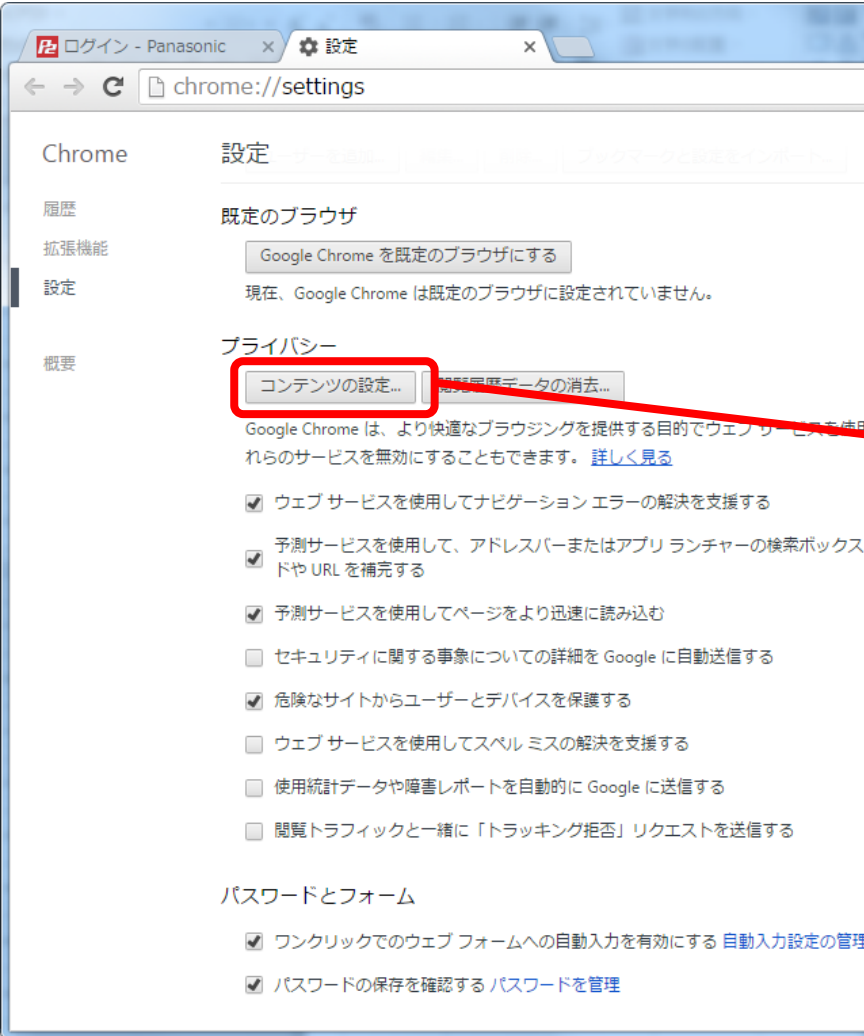 ログイン - Panasonic
設定
chrome://settings
Chrome
設定
履歴
拡張機能
設定
概要
既定のブラウザ
Google Chrome を既定のブラウザにする
現在、Google Chrome は既定のブラウザに設定されていません。
プライバシー
コンテンツの設定... 閲覧履歴データの消去...
Google Chrome は、より快適なブラウジングを提供する目的でウェブ サービスを使用
れらのサービスを無効にすることもできます。 詳しく見る
ウェブ サービスを使用してナビゲーション エラーの解決を支援する
予測サービスを使用して、アドレスバーまたはアプリ ランチャーの検索ボックス
ドや URL を補完する
予測サービスを使用してページをより迅速に読み込む
セキュリティに関する事象についての詳細を Google に自動送信する
危険なサイトからユーザーとデバイスを保護する
ウェブ サービスを使用してスペル ミスの解決を支援する
使用統計データや障害レポートを自動的に Google に送信する
閲覧トラフィックと一緒に「トラッキング拒否」リクエストを送信する
パスワードとフォーム
ワンクリックでのウェブ フォームへの自動入力を有効にする 自動入力設定の管理
パスワードの保存を確認する パスワードを管理